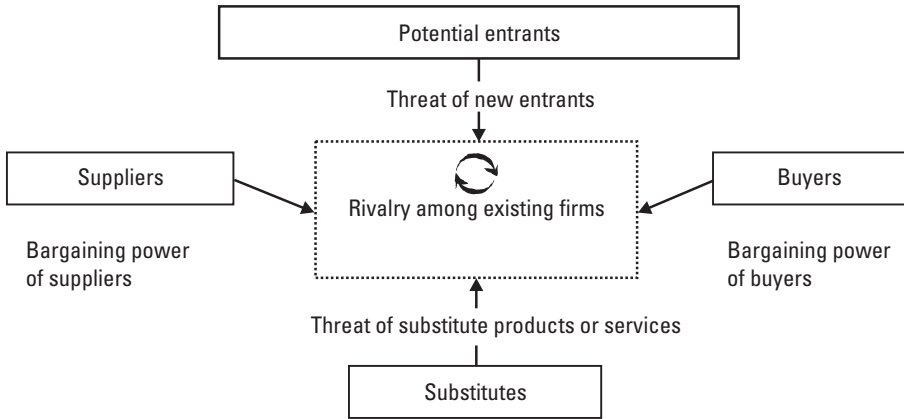 Potential entrants
Threat of new entrants
Suppliers
Buyers
Rivalry among existing firms
Bargaining power
of suppliers
Bargaining power
of buyers
Threat of substitute products or services
Substitutes